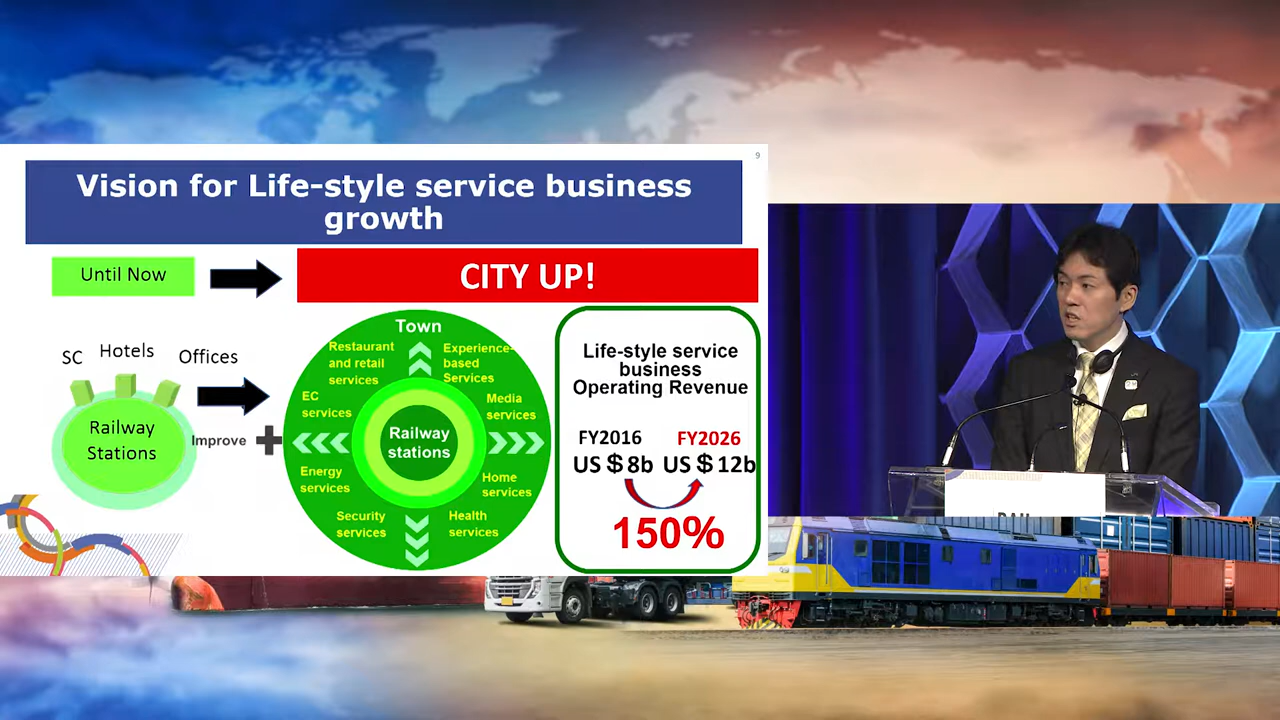 9
Vision for Life-style service business
growth
Until Now
CITY UP!
SC
Hotels
Offices
Railway
Stations
Improve
Town
Restaurant
and retail
services
Experience-
based
Services
EC
services
Media
services
Railway
stations
Energy
services
Home
services
Security
services
Health
services
Life-style service
business
Operating Revenue
FY2016
FY2026
US $ 8b
US $ 12b
150%